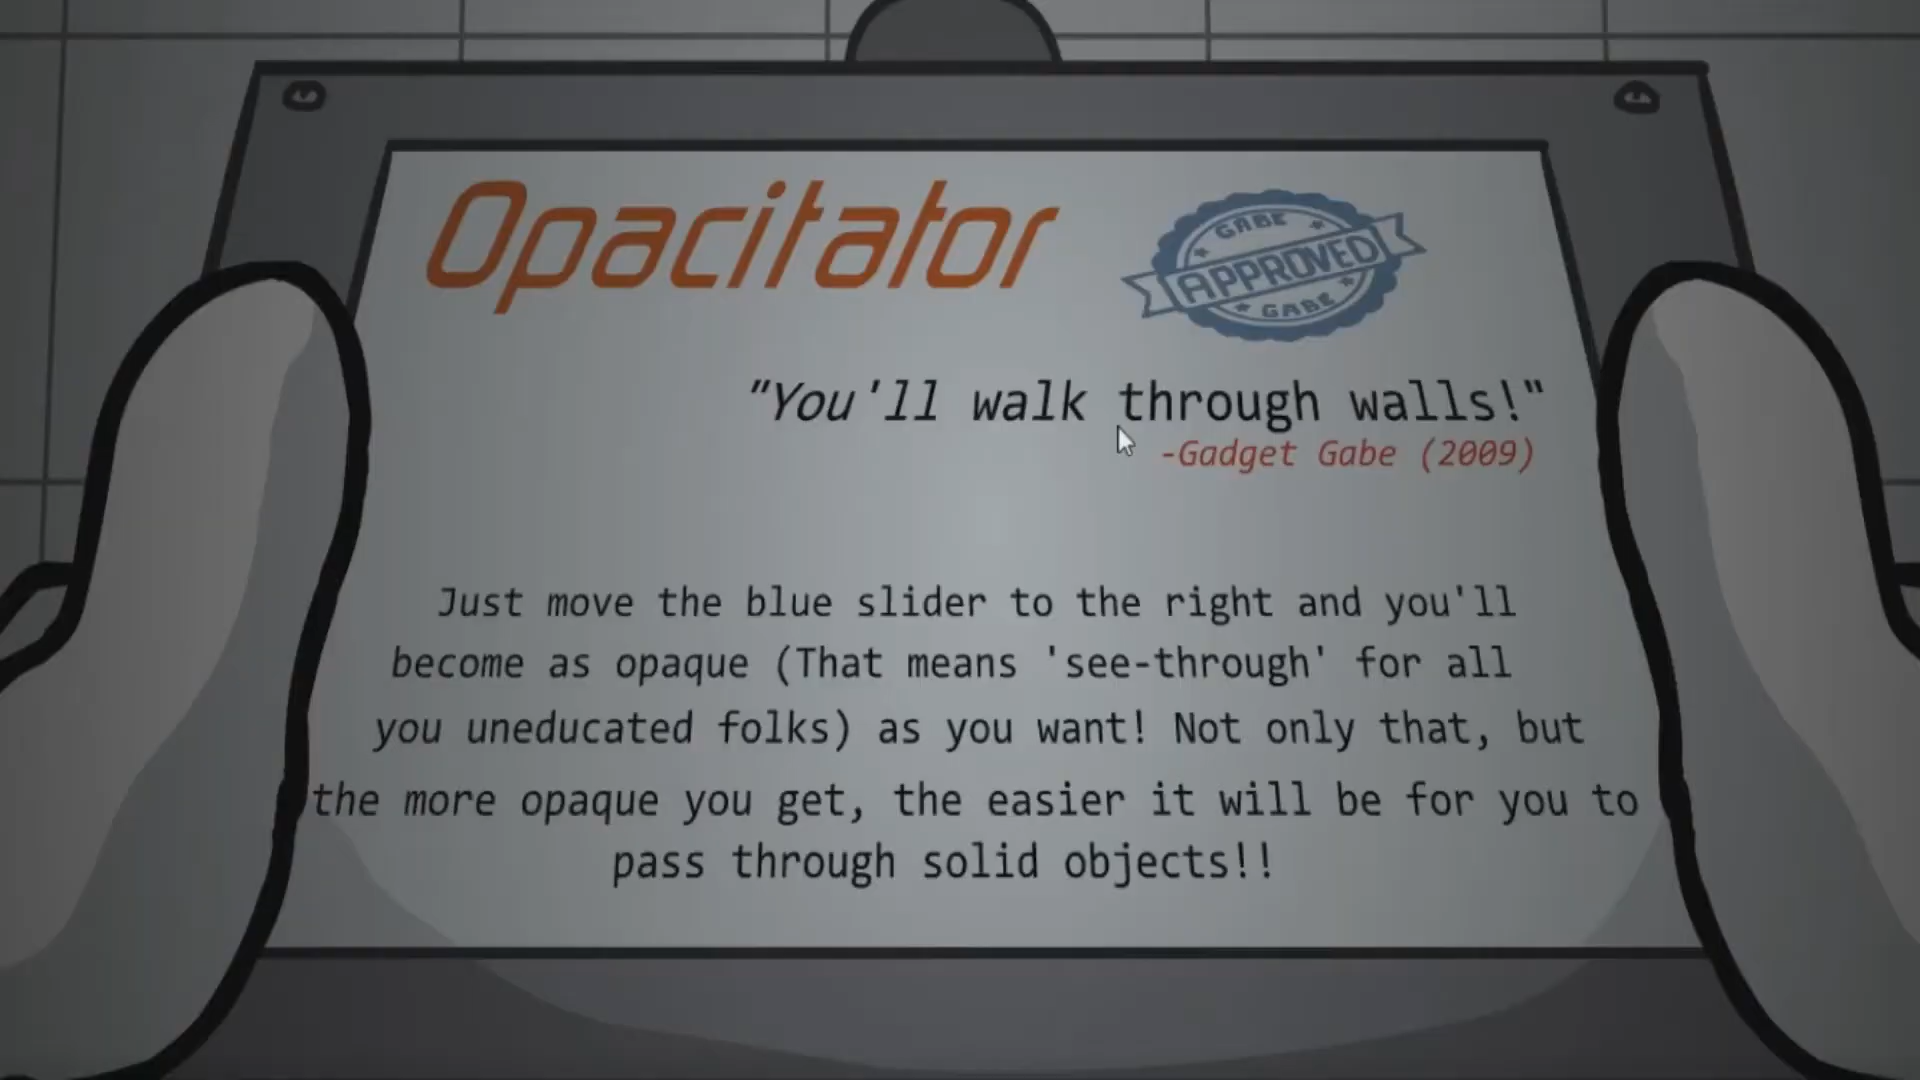 Opacitator
GABE
APPROVED
GABE
"You'll walk through walls!"
-Gadget Gabe (2009)
Just move the blue slider to the right and you'll
become as opaque (That means 'see-through' for all
you uneducated folks) as you want! Not only that, but
the more opaque you get, the easier it will be for you to
pass through solid objects!!